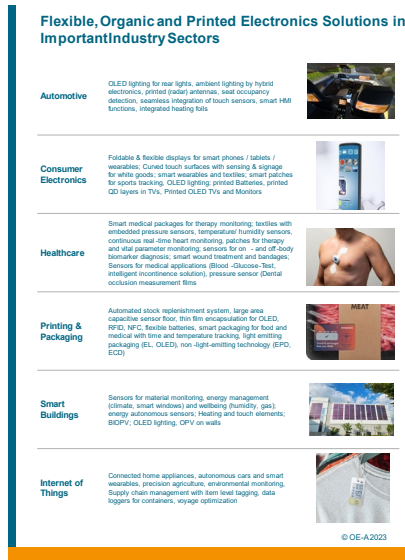 Flexible, Organic and Printed Electronics Solutions in
Important Industry Sectors
Automotive
OLED lighting for rear lights, ambient lighting by hybrid
electronics, printed (radar) antennas, seat occupancy
detection, seamless integration of touch sensors, smart HMI
functions, integrated heating foils
Consumer
Electronics
Foldable & flexible displays for smart phones / tablets /
wearables; Curved touch surfaces with sensing & signage
for white goods; smart wearables and textiles; smart patches
for sports tracking, OLED lighting; printed Batteries, printed
QD layers in TVs, Printed OLED TVs and Monitors
Healthcare
Smart medical packages for therapy monitoring; textiles with
embedded pressure sensors, temperature/ humidity sensors,
continuous real -time heart monitoring, patches for therapy
and vital parameter monitoring; sensors for on - and off-body
biomarker diagnosis; smart wound treatment and bandages;
Sensors for medical applications (Blood -Glucose-Test,
intelligent incontinence solution), pressure sensor (Dental
occlusion measurement films
Printing &
Packaging
Automated stock replenishment system, large area
capacitive sensor floor, thin film encapsulation for OLED,
RFID, NFC, flexible batteries, smart packaging for food and
medical with time and temperature tracking, light emitting
packaging (EL, OLED), non -light-emitting technology (EPD,
ECD)
MEAT
Smart
Buildings
Sensors for material monitoring, energy management
(climate, smart windows) and wellbeing (humidity, gas);
energy autonomous sensors; Heating and touch elements;
BIOPV; OLED lighting, OPV on walls
Internet of
Things
Connected home appliances, autonomous cars and smart
wearables, precision agriculture, environmental monitoring,
Supply chain management with item level tagging, data
loggers for containers, voyage optimization
© OE-A 2023